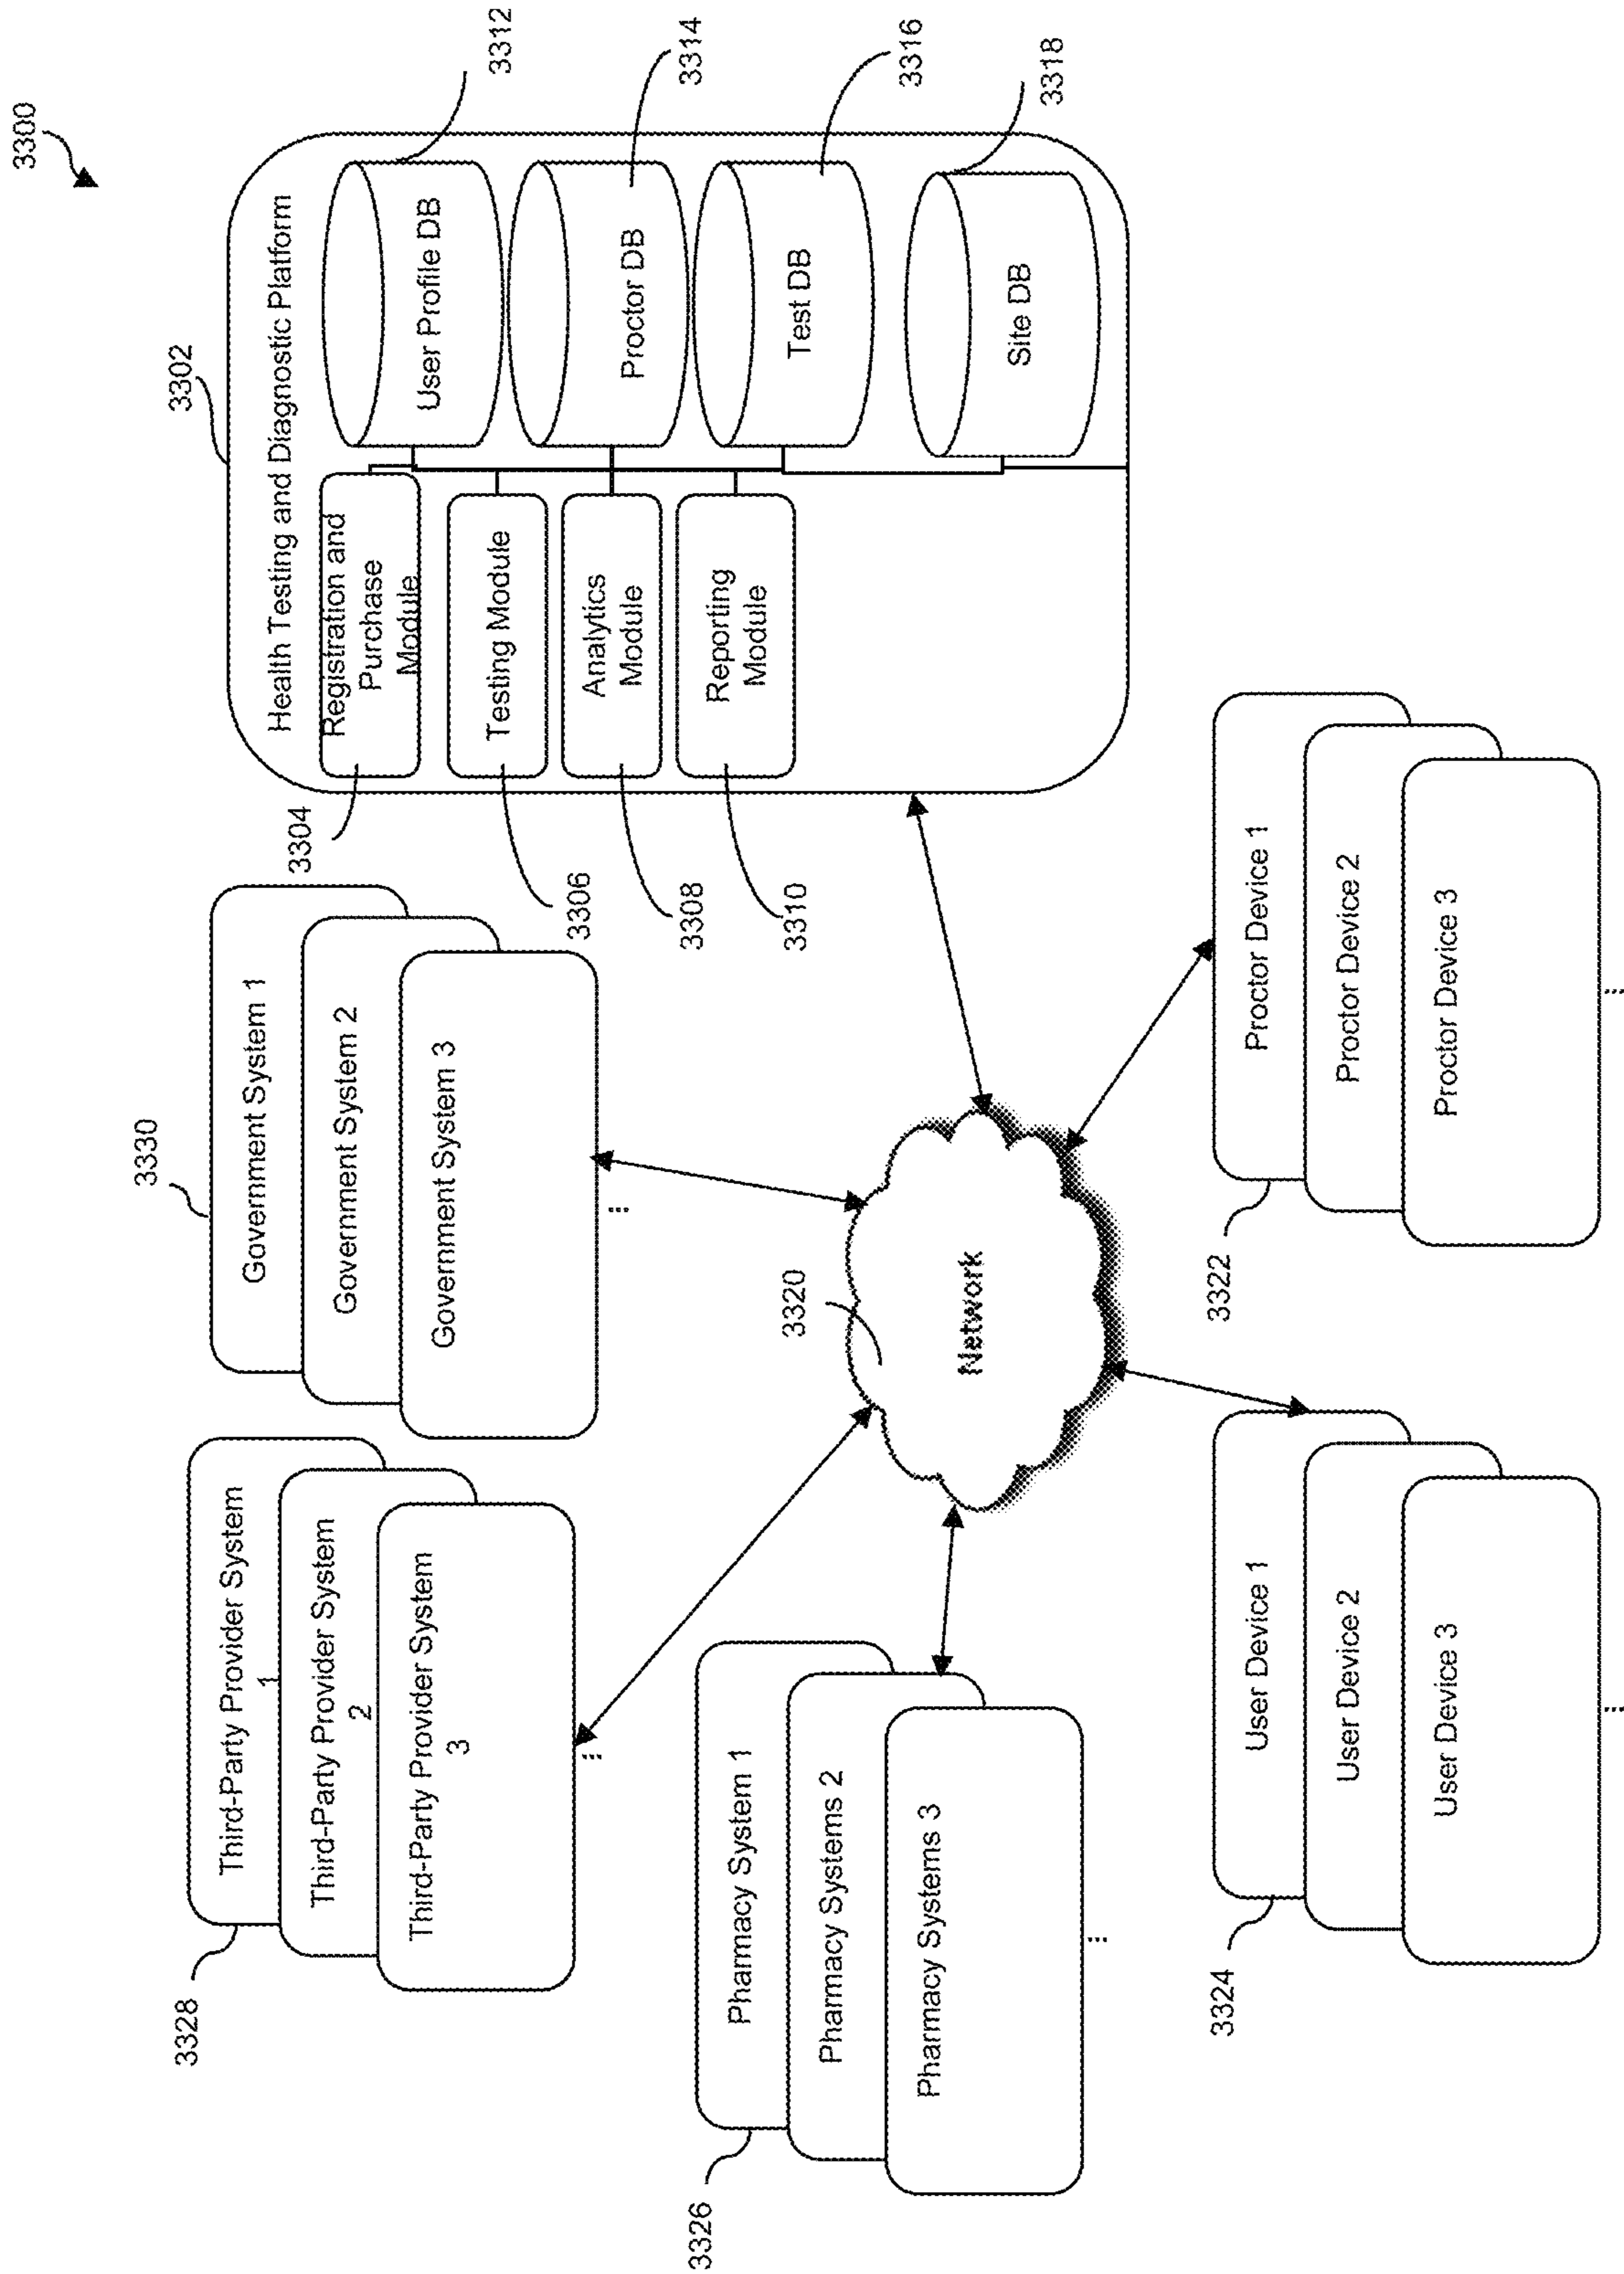 3300
3302
Health Testing and Diagnostic Platform
Registration and
Purchase
Module
3304
Testing Module
3306
Analytics
Module
3308
Reporting
Module
3310
User Profile DB
3312
Proctor DB
3314
Test DB
3316
Site DB
3318
3330
Government System 1
Government System 2
Government System 3
...
3328
Third-Party Provider System
1
Third-Party Provider System
2
Third-Party Provider System
3
...
3320
Network
3326
Pharmacy System 1
Pharmacy Systems 2
Pharmacy Systems 3
...
3324
User Device 1
User Device 2
User Device 3
...
3322
Proctor Device 1
Proctor Device 2
Proctor Device 3
...